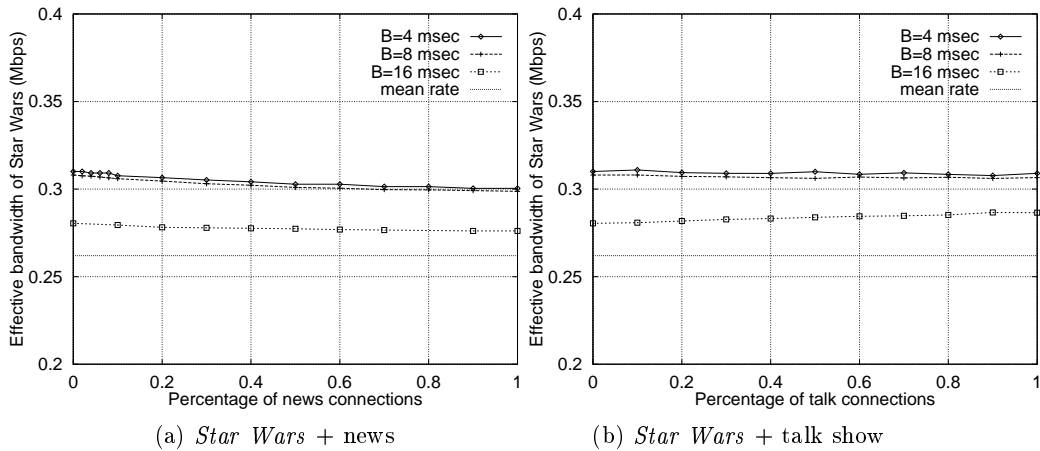 0.4
0.35
0.3
0.25
0.2
Effective bandwidth of Star Wars (Mbps)
B=4 msec
B=8 msec
B=16 msec
mean rate
0 0.2 0.4 0.6 0.8 1
Percentage of news connections
(a) Star Wars + news
0.4
0.35
0.3
0.25
0.2
Effective bandwidth of Star Wars (Mbps)
B=4 msec
B=8 msec
B=16 msec
mean rate
0 0.2 0.4 0.6 0.8 1
Percentage of talk connections
(b) Star Wars + talk show